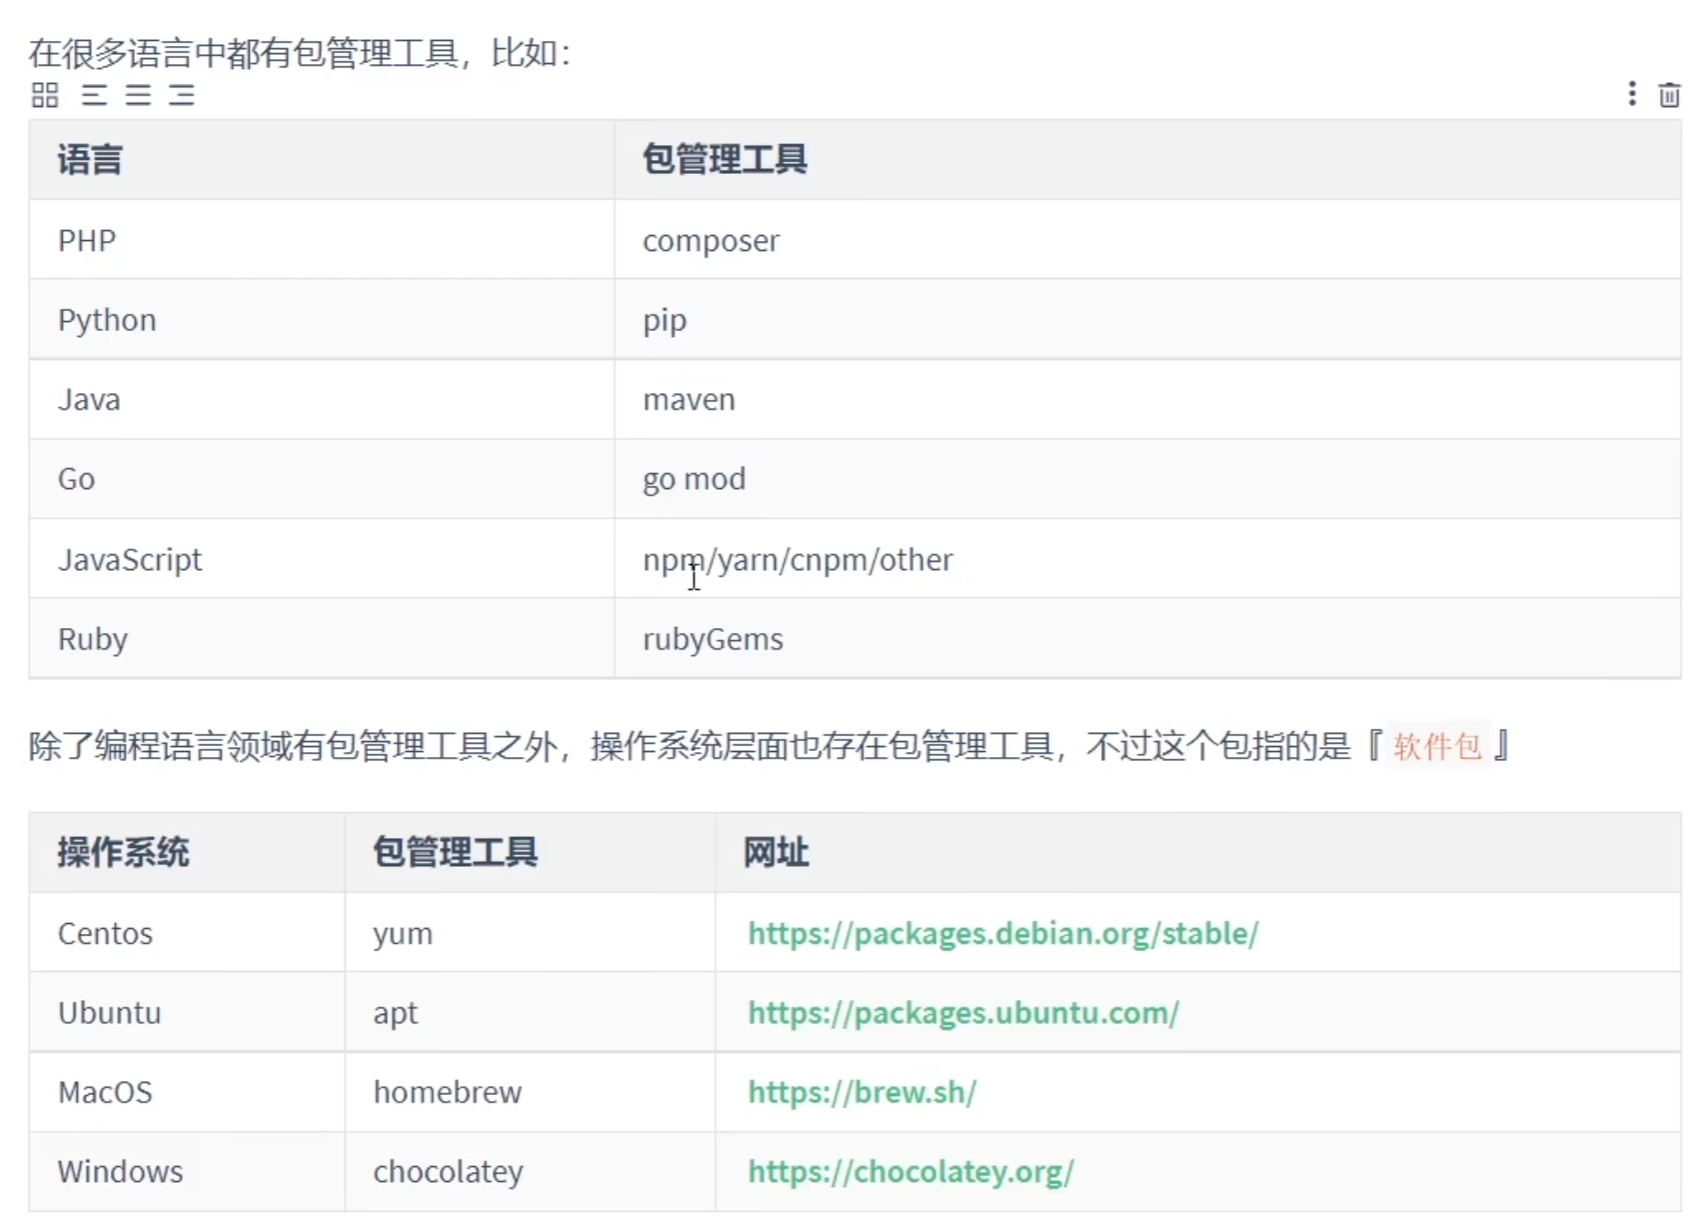 在很多语言中都有包管理工具，比如：
语言 包管理工具
PHP composer
Python pip
Java maven
Go go mod
JavaScript npm/yarn/cnpm/other
Ruby rubyGems
除了编程语言领域有包管理工具之外，操作系统层面也存在包管理工具，不过这个包指的是『软件包』
操作系统 包管理工具 网址
Centos yum https://packages.debian.org/stable/
Ubuntu apt https://packages.ubuntu.com/
MacOS homebrew https://brew.sh/
Windows chocolatey https://chocolatey.org/